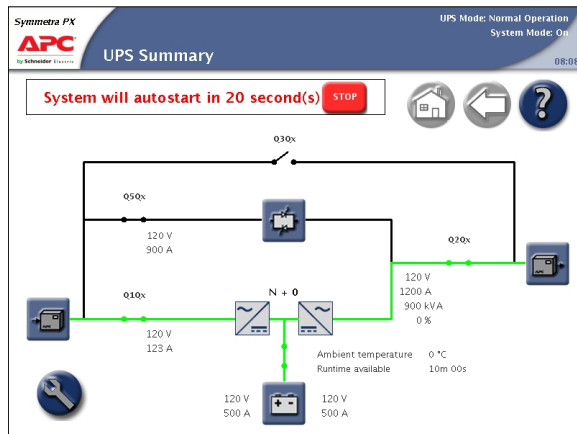 Symmetra PX
APC
by Schneider Electric
UPS Summary
UPS Mode: Normal Operation
System Mode: On
08:08
System will autostart in 20 second(s)
STOP
?
Q3Qx
Q5Qx
120 V
900 A
Q2Qx
APC
120 V
1200 A
900 kVA
0 %
Q1Qx
N + 0
120 V
123 A
Ambient temperature 0 °C
Runtime available 10m 00s
120 V
500 A
120 V
500 A